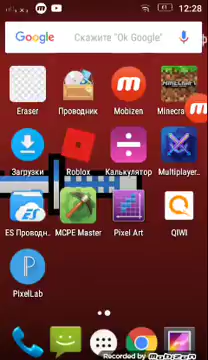 12:28
Google Скажите "Ok Google"
Eraser Проводник Mobizen Minecra
MINECRAFT
Загрузки Roblox Калькулятор Multiplayer..
ES Проводн.. MCPE Master Pixel Art QIWI
PixelLab
Recorded by Mobizen